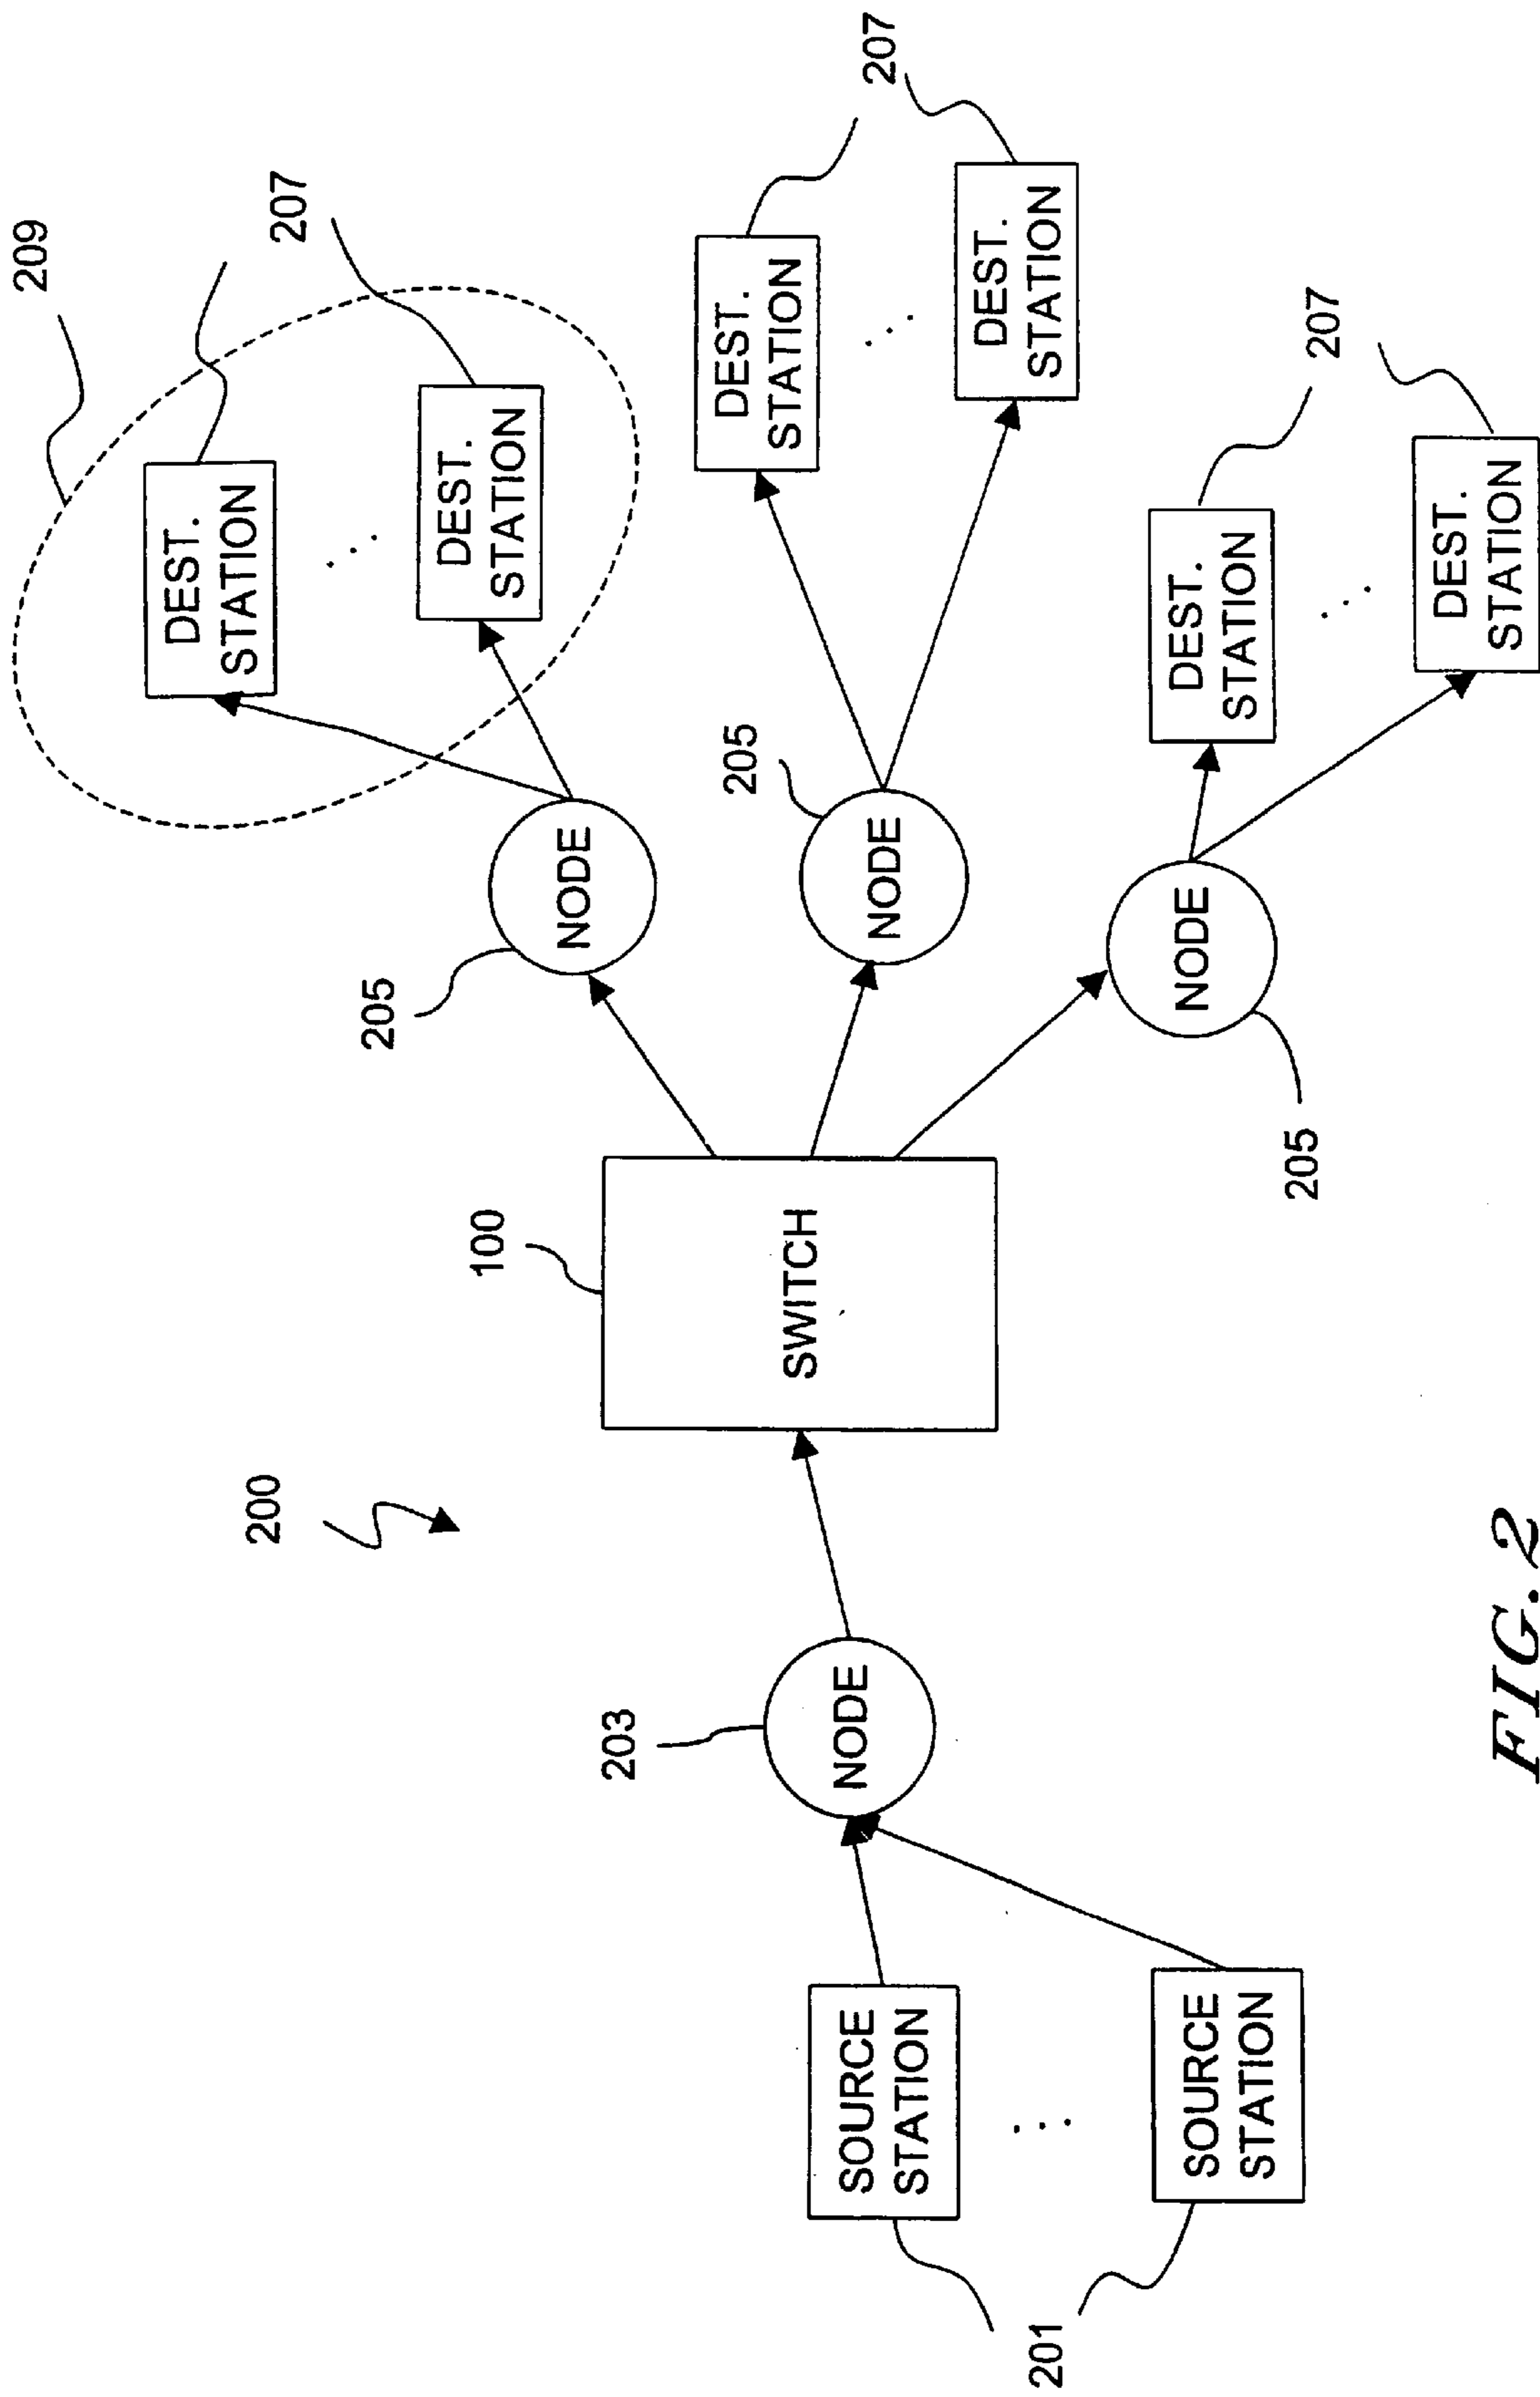 209
207
DEST.
STATION
. . .
DEST.
STATION
205
NODE
207
DEST.
STATION
. . .
DEST.
STATION
205
NODE
207
DEST.
STATION
. . .
DEST.
STATION
NODE
205
100
SWITCH
200
203
NODE
SOURCE
STATION
. . .
SOURCE
STATION
201
FIG. 2